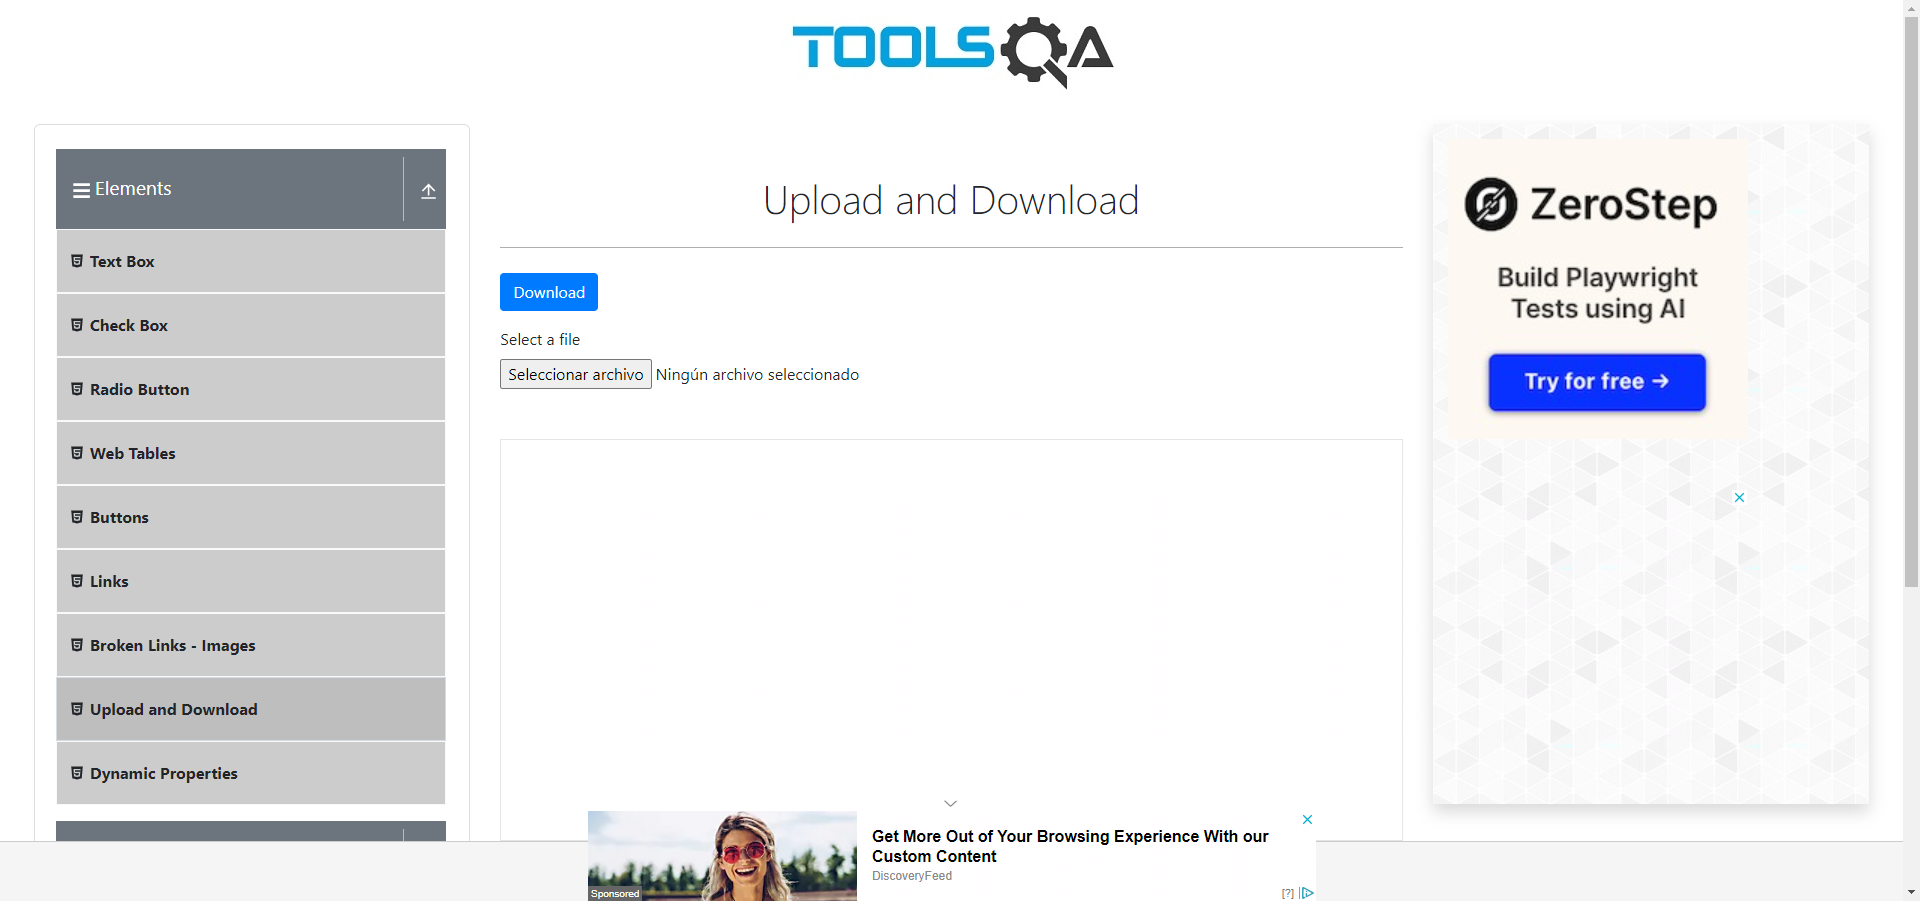 TOOLSQA
Elements
Text Box
Check Box
Radio Button
Web Tables
Buttons
Links
Broken Links - Images
Upload and Download
Dynamic Properties
Upload and Download
Download
Select a file
Seleccionar archivo Ningún archivo seleccionado
ZeroStep
Build Playwright
Tests using AI
Try for free →
Get More Out of Your Browsing Experience With our
Custom Content
DiscoveryFeed
Sponsored
[?]